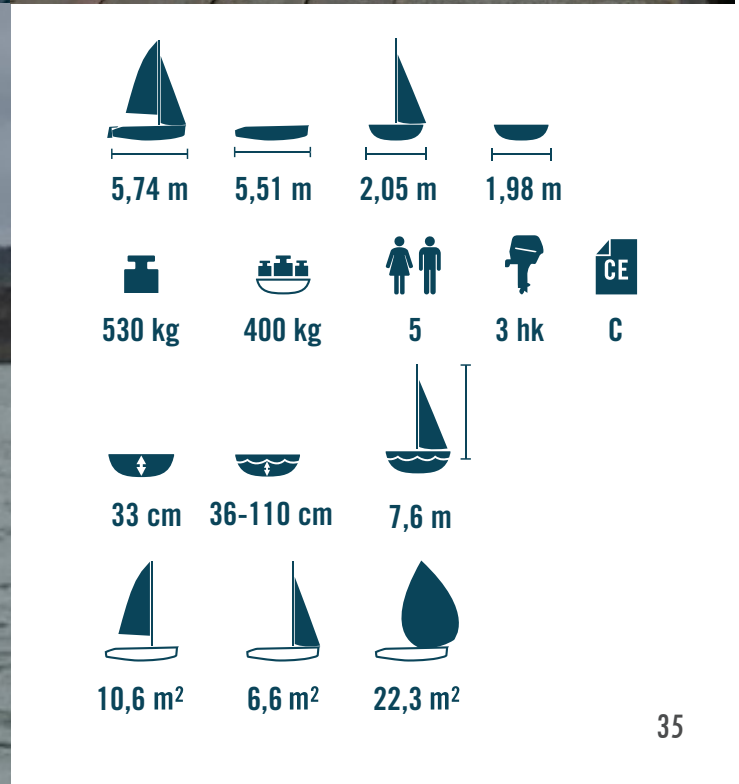 5,74 m 5,51 m 2,05 m 1,98 m
CE
530 kg 400 kg 5 3 hk C
33 cm 36-110 cm 7,6 m
10,6 m² 6,6 m² 22,3 m²
35